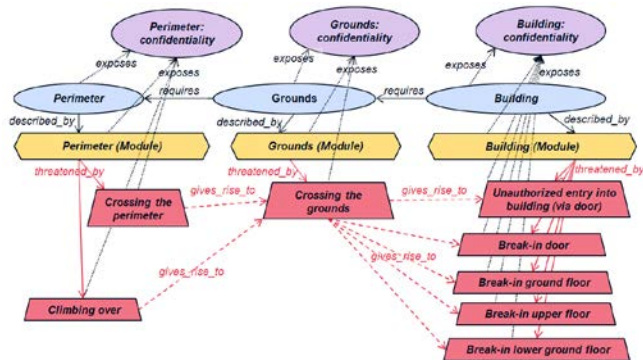 Perimeter:
confidentiality
Grounds:
confidentiality
Building:
confidentiality
exposes
exposes
exposes
exposes
exposes
exposes
Perimeter
requires
Grounds
requires
Building
described_by
described_by
described_by
Perimeter (Module)
Grounds (Module)
Building (Module)
threatened_by
threatened_by
threatened_by
Crossing the
perimeter
gives_rise_to
Crossing the
grounds
gives_rise_to
Unauthorized entry into
building (via door)
Break-in door
gives_rise_to
gives_rise_to
Break-in ground floor
Climbing over
Break-in upper floor
Break-in lower ground floor